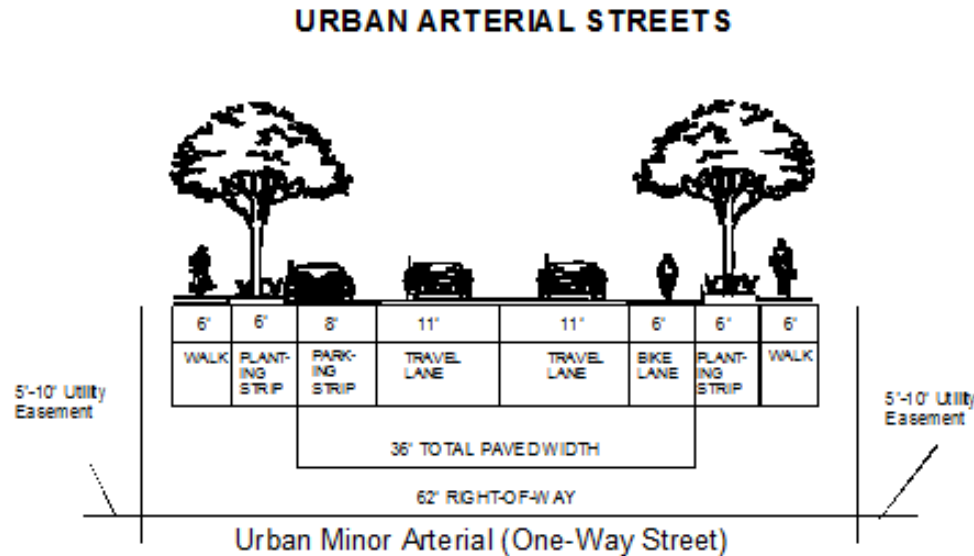 URBAN ARTERIAL STREETS
6" 6" 8" 11" 11" 6" 6" 6"
WALK PLANT- PARK- TRAVEL TRAVEL BIKE PLANT- WALK
ING ING LANE LANE LANE ING
STRIP STRIP STRIP
5'-10" Utility
Easement
5'-10" Utility
Easement
36" TOTAL PAVED WIDTH
62" RIGHT-OF-WAY
Urban Minor Arterial (One-Way Street)